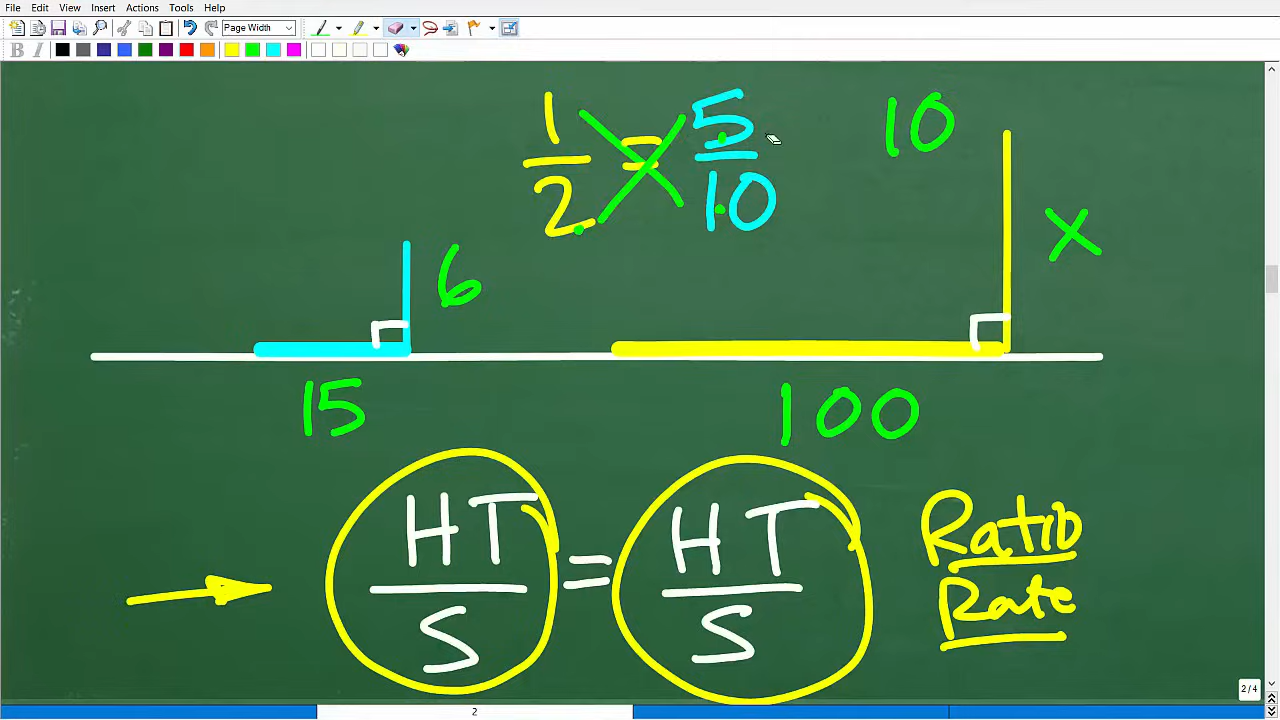 File Edit View Insert Actions Tools Help
Page Width
B I
1/2 = 5/10
10
6
x
15
100
HT/S = HT/S
Ratio
Rate
2/4
2